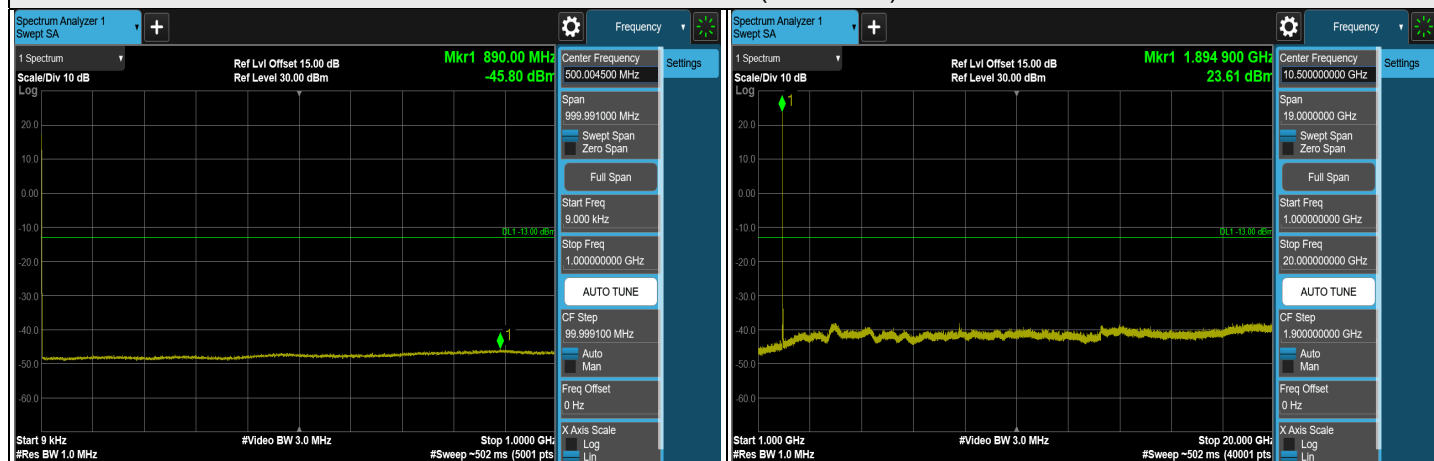 Spectrum Analyzer 1
Swept SA
+
Frequency
1 Spectrum
Scale/Div 10 dB
Log
Ref Lvl Offset 15.00 dB
Ref Level 30.00 dBm
Mkr1 890.00 MHz
-45.80 dBm
1
20.0
10.0
0.00
-10.0
-20.0
-30.0
-40.0
-50.0
-60.0
DL1 -13.00 dBm
Start 9 kHz
#Res BW 1.0 MHz
#Video BW 3.0 MHz
Stop 1.0000 GHz
#Sweep ~502 ms (5001 pts
Center Frequency
500.004500 MHz
Settings
Span
999.991000 MHz
Swept Span
Zero Span
Full Span
Start Freq
9.000 kHz
Stop Freq
1.000000000 GHz
AUTO TUNE
CF Step
99.999100 MHz
Auto
Man
Freq Offset
0 Hz
X Axis Scale
Log
Lin
Spectrum Analyzer 1
Swept SA
+
Frequency
1 Spectrum
Scale/Div 10 dB
Log
Ref Lvl Offset 15.00 dB
Ref Level 30.00 dBm
Mkr1 1.894 900 GHz
23.61 dBm
1
20.0
10.0
0.00
-10.0
-20.0
-30.0
-40.0
-50.0
-60.0
DL1 -13.00 dBm
Start 1.000 GHz
#Res BW 1.0 MHz
#Video BW 3.0 MHz
Stop 20.000 GHz
#Sweep ~502 ms (40001 pts
Center Frequency
10.500000000 GHz
Settings
Span
19.0000000 GHz
Swept Span
Zero Span
Full Span
Start Freq
1.000000000 GHz
Stop Freq
20.000000000 GHz
AUTO TUNE
CF Step
1.900000000 GHz
Auto
Man
Freq Offset
0 Hz
X Axis Scale
Log
Lin